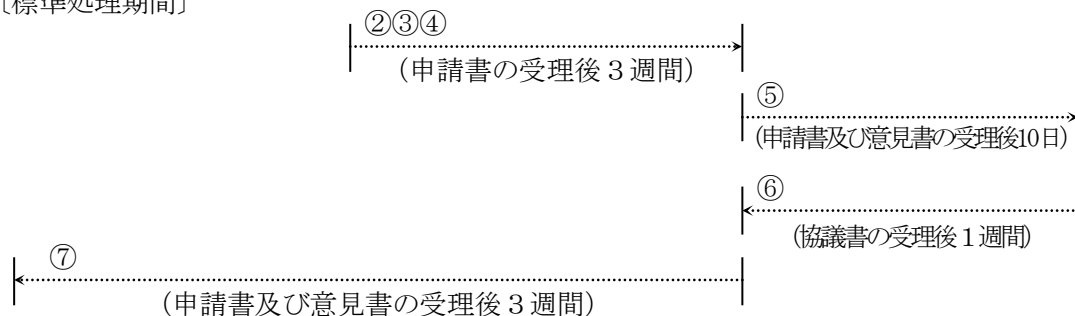 〔標準処理期間〕
②③④
（申請書の受理後３週間）
⑤
（申請書及び意見書の受理後10日）
⑥
（協議書の受理後１週間）
⑦
（申請書及び意見書の受理後３週間）